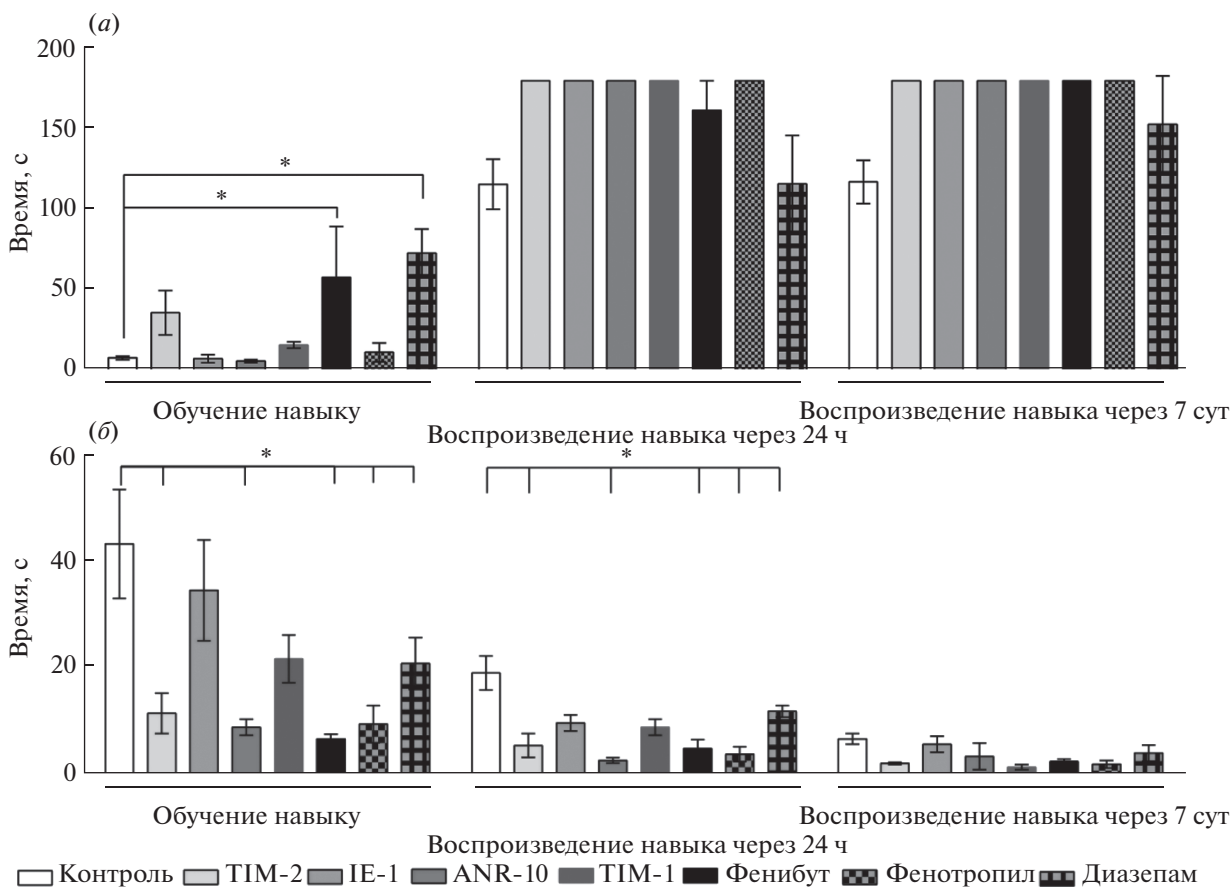 (а)
200
150
100
50
0
Время, с
*
*
Обучение навыку
Воспроизведение навыка через 24 ч
Воспроизведение навыка через 7 сут
(б)
60
40
20
0
Время, с
*
*
Обучение навыку
Воспроизведение навыка через 24 ч
Воспроизведение навыка через 7 сут
Контроль TIM-2 IE-1 ANR-10 TIM-1 Фенибут Фенотропил Диазепам